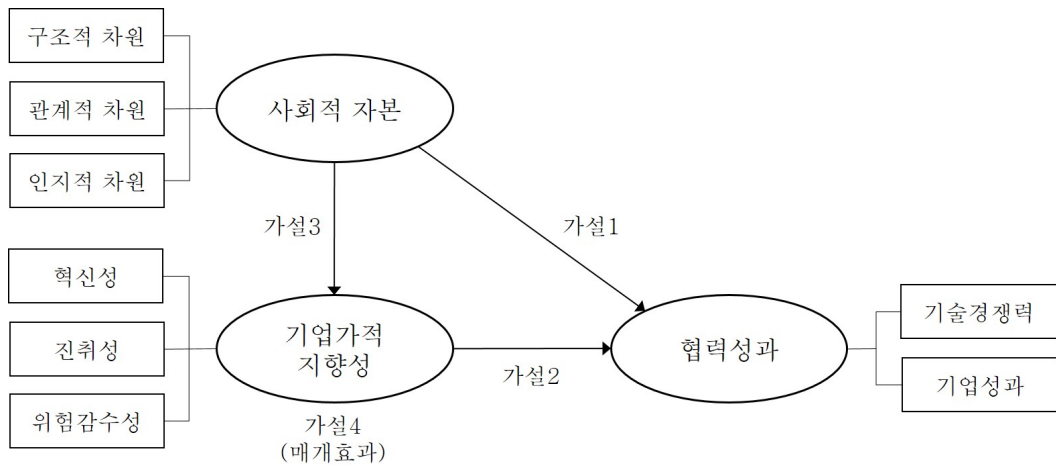 구조적 차원
관계적 차원
인지적 차원
사회적 자본
가설3
가설1
혁신성
진취성
위험감수성
기업가적
지향성
가설2
가설4
(매개효과)
협력성과
기술경쟁력
기업성과